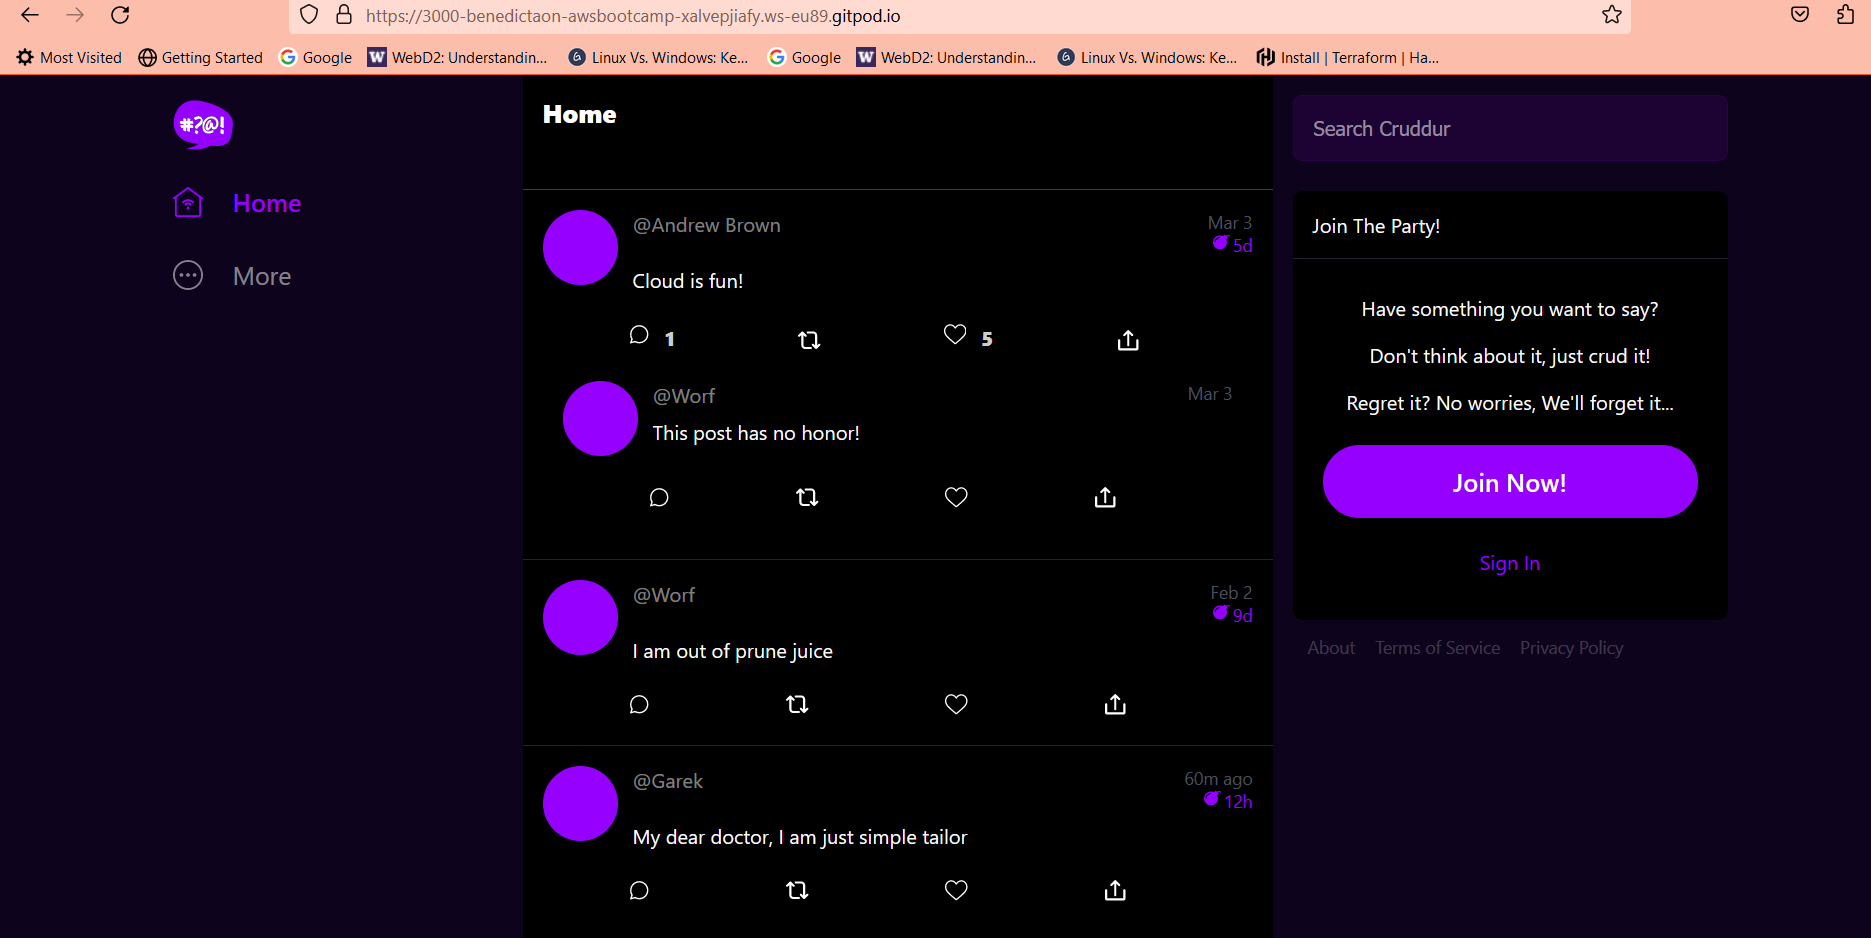 https://3000-benedictaon-awsbootcamp-xalvepjiafy.ws-eu89.gitpod.io
Most Visited Getting Started Google WebD2: Understandin... Linux Vs. Windows: Ke... Google WebD2: Understandin... Linux Vs. Windows: Ke... Install | Terraform | Ha...
#?@!
Home
More
Home
@Andrew Brown Mar 3
5d
Cloud is fun!
1 5
@Worf Mar 3
This post has no honor!
@Worf Feb 2
9d
I am out of prune juice
@Garek 60m ago
12h
My dear doctor, I am just simple tailor
Search Cruddur
Join The Party!
Have something you want to say?
Don't think about it, just crud it!
Regret it? No worries, We'll forget it...
Join Now!
Sign In
About Terms of Service Privacy Policy